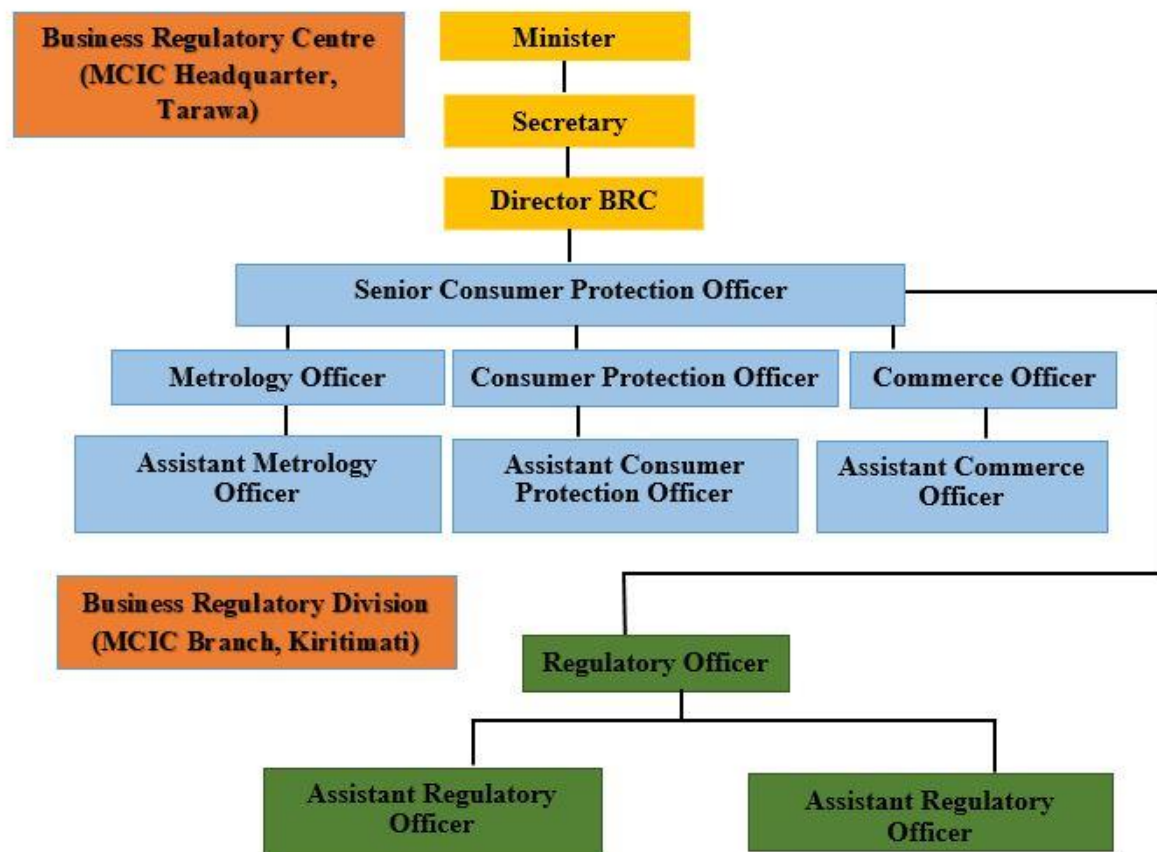 Business Regulatory Centre
(MCIC Headquarter,
Tarawa)
Minister
Secretary
Director BRC
Senior Consumer Protection Officer
Metrology Officer
Consumer Protection Officer
Commerce Officer
Assistant Metrology
Officer
Assistant Consumer
Protection Officer
Assistant Commerce
Officer
Business Regulatory Division
(MCIC Branch, Kiritimati)
Regulatory Officer
Assistant Regulatory
Officer
Assistant Regulatory
Officer